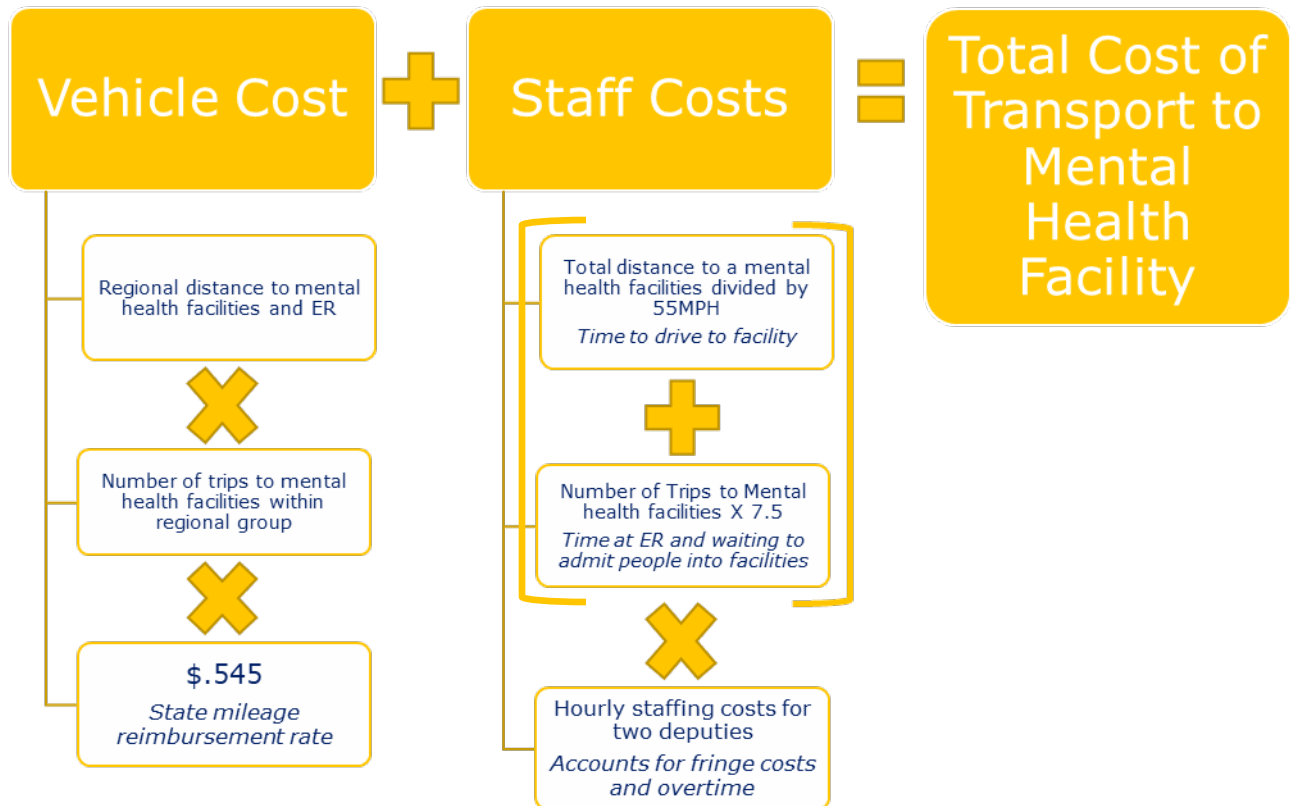 Vehicle Cost
Staff Costs
Total Cost of
Transport to
Mental
Health
Facility
Regional distance to mental
health facilities and ER
Number of trips to mental
health facilities within
regional group
$.545
State mileage
reimbursement rate
Total distance to a mental
health facilities divided by
55MPH
Time to drive to facility
Number of Trips to Mental
health facilities X 7.5
Time at ER and waiting to
admit people into facilities
Hourly staffing costs for
two deputies
Accounts for fringe costs
and overtime